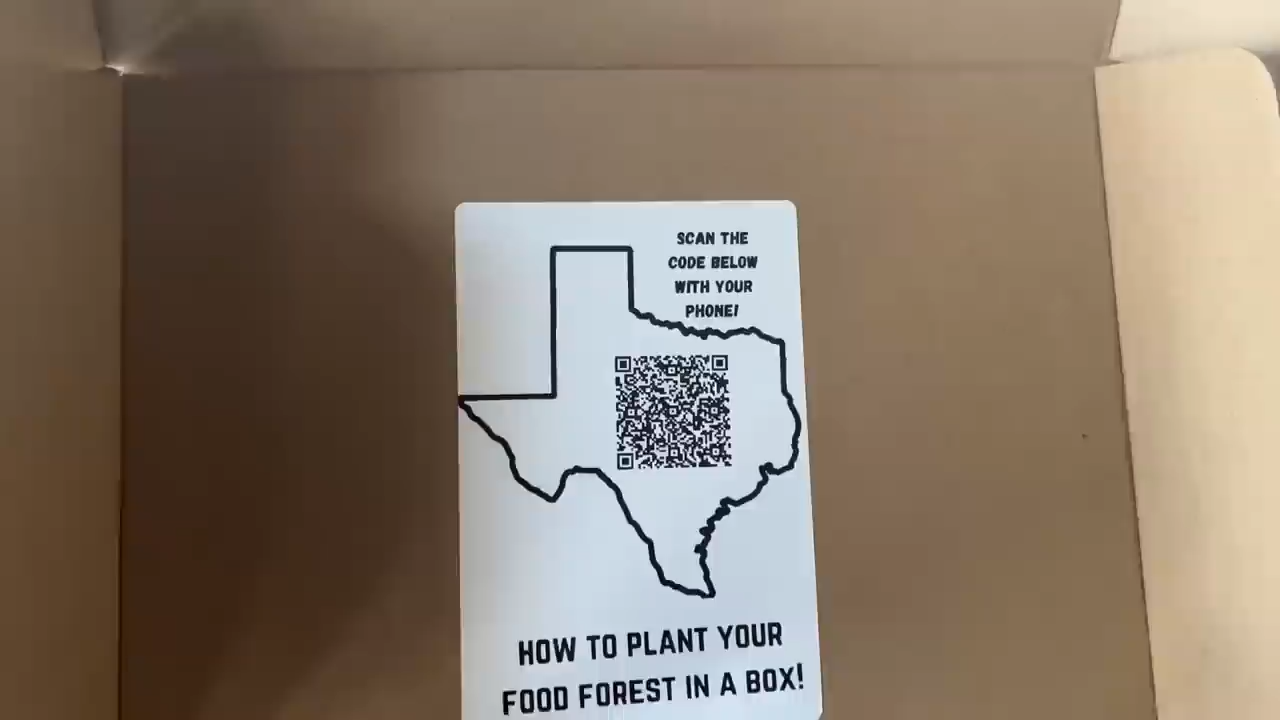 SCAN THE
CODE BELOW
WITH YOUR
PHONE!
HOW TO PLANT YOUR
FOOD FOREST IN A BOX!